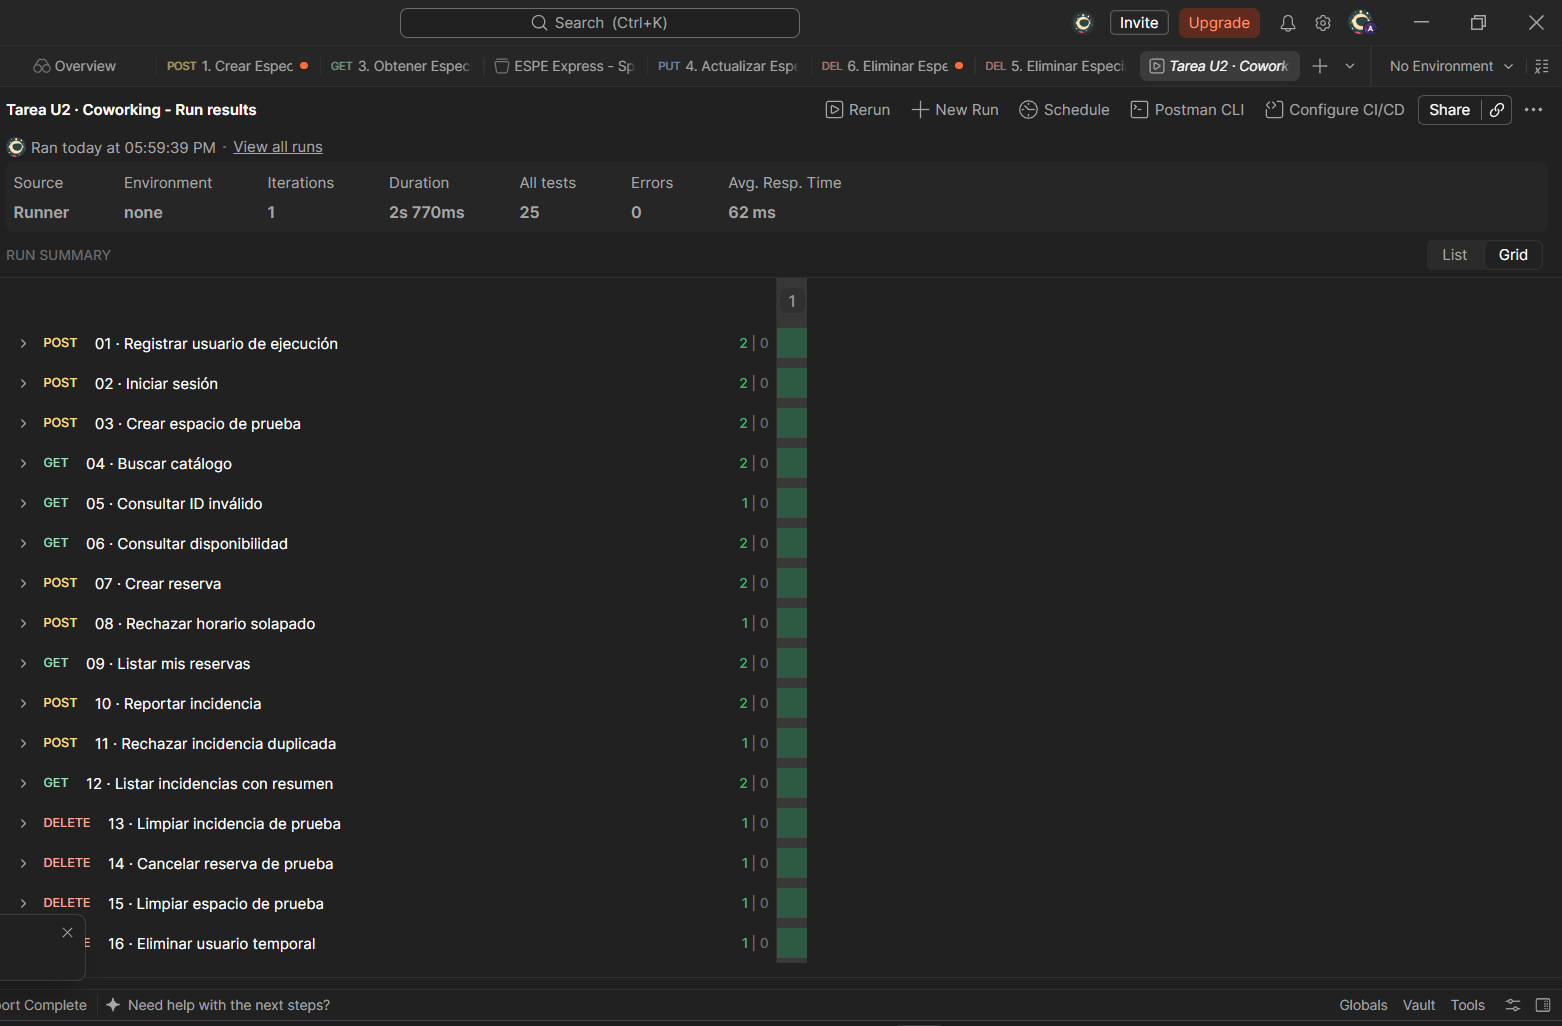 Search (Ctrl+K)
Invite
Upgrade
A
Overview
POST 1. Crear Espec
GET 3. Obtener Espec
ESPE Express - Sp
PUT 4. Actualizar Espe
DEL 6. Eliminar Espe
DEL 5. Eliminar Especi
Tarea U2 · Cowork
No Environment
Tarea U2 · Coworking - Run results
Rerun
New Run
Schedule
Postman CLI
Configure CI/CD
Share
Ran today at 05:59:39 PM · View all runs
Source Environment Iterations Duration All tests Errors Avg. Resp. Time
Runner none 1 2s 770ms 25 0 62 ms
RUN SUMMARY
List Grid
1
POST 01 · Registrar usuario de ejecución 2 | 0
POST 02 · Iniciar sesión 2 | 0
POST 03 · Crear espacio de prueba 2 | 0
GET 04 · Buscar catálogo 2 | 0
GET 05 · Consultar ID inválido 1 | 0
GET 06 · Consultar disponibilidad 2 | 0
POST 07 · Crear reserva 2 | 0
POST 08 · Rechazar horario solapado 1 | 0
GET 09 · Listar mis reservas 2 | 0
POST 10 · Reportar incidencia 2 | 0
POST 11 · Rechazar incidencia duplicada 1 | 0
GET 12 · Listar incidencias con resumen 2 | 0
DELETE 13 · Limpiar incidencia de prueba 1 | 0
DELETE 14 · Cancelar reserva de prueba 1 | 0
DELETE 15 · Limpiar espacio de prueba 1 | 0
E 16 · Eliminar usuario temporal 1 | 0
ort Complete
Need help with the next steps?
Globals Vault Tools